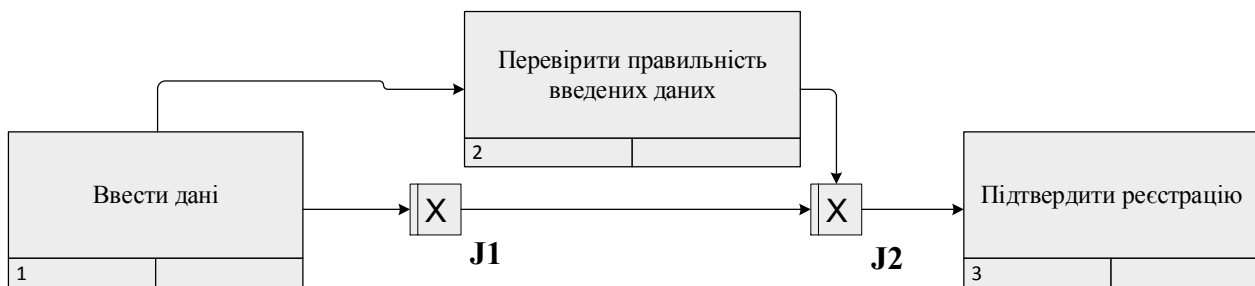 Перевірити правильність
введених даних
2
Ввести дані
1
X
J1
X
J2
Підтвердити реєстрацію
3